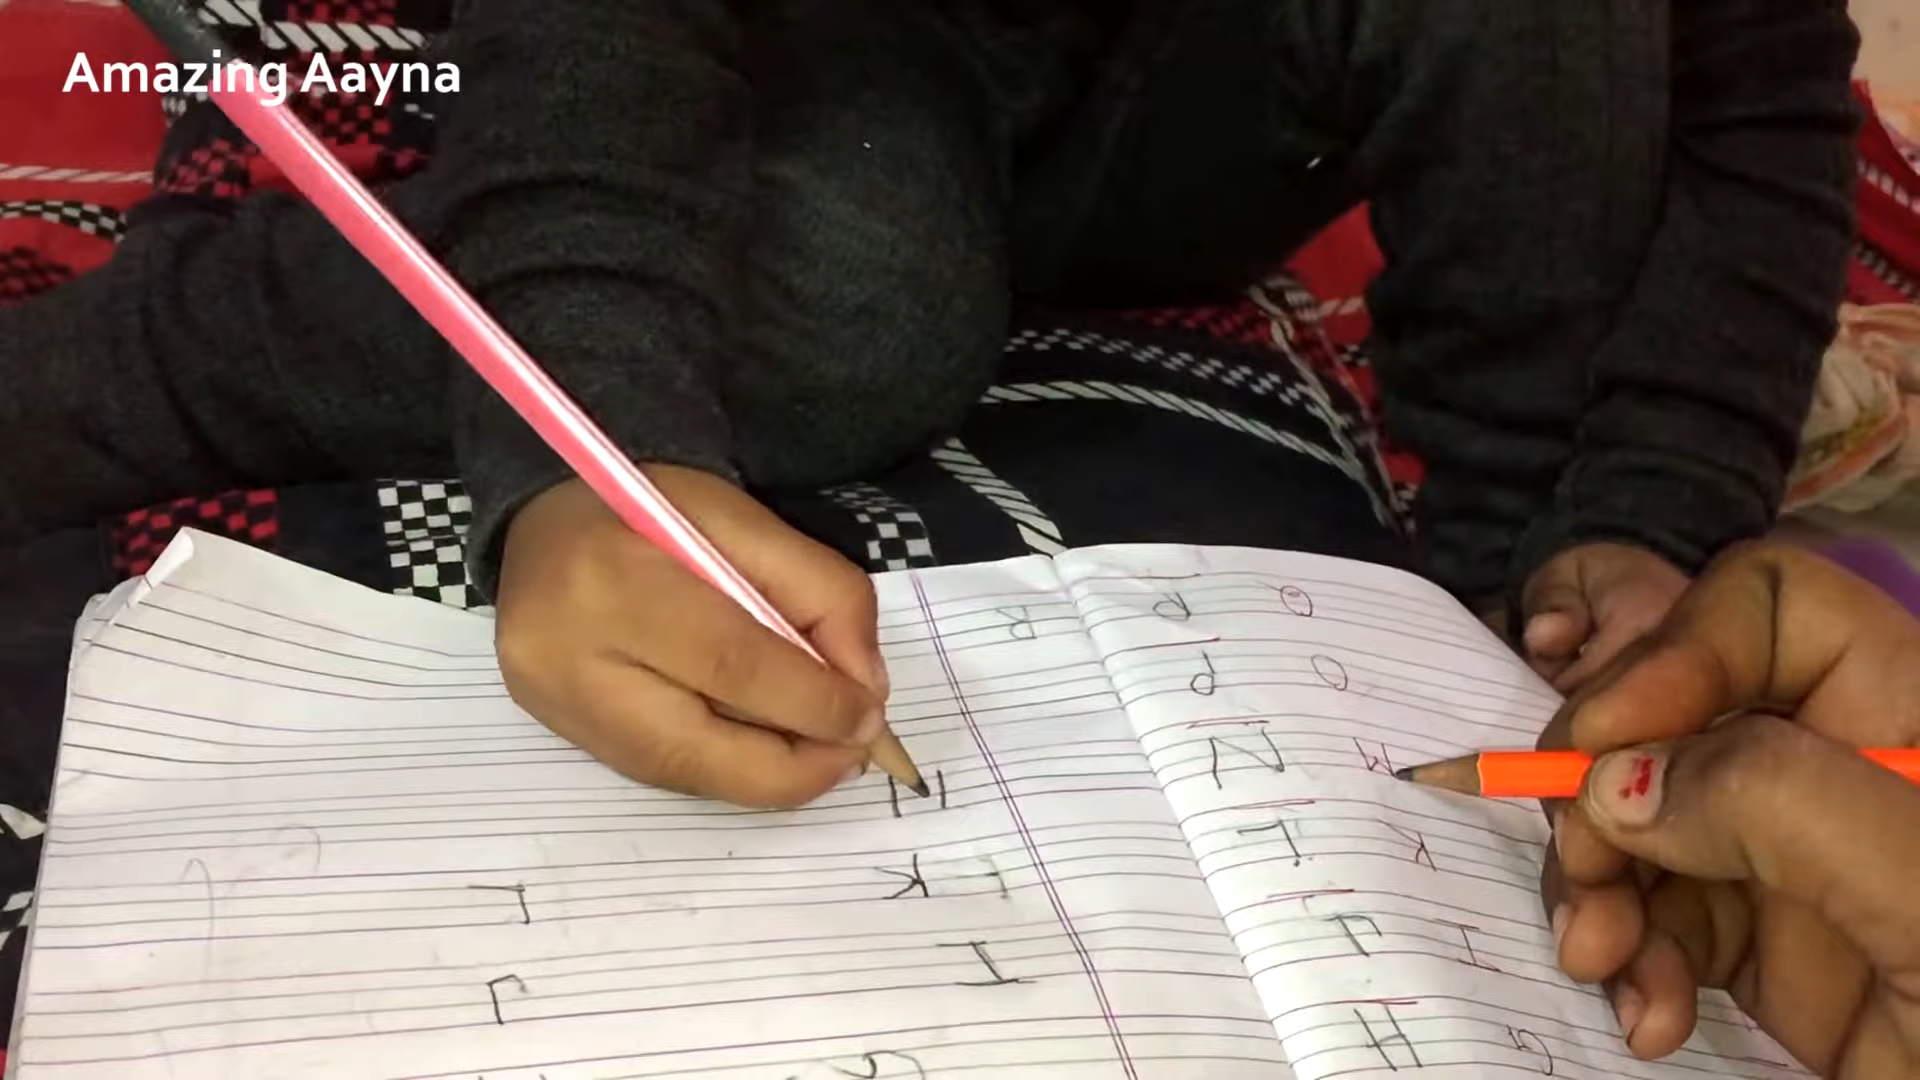 Amazing Aayna
G H
I J
K L
M N
O P
Q R
G
I J
K L
R